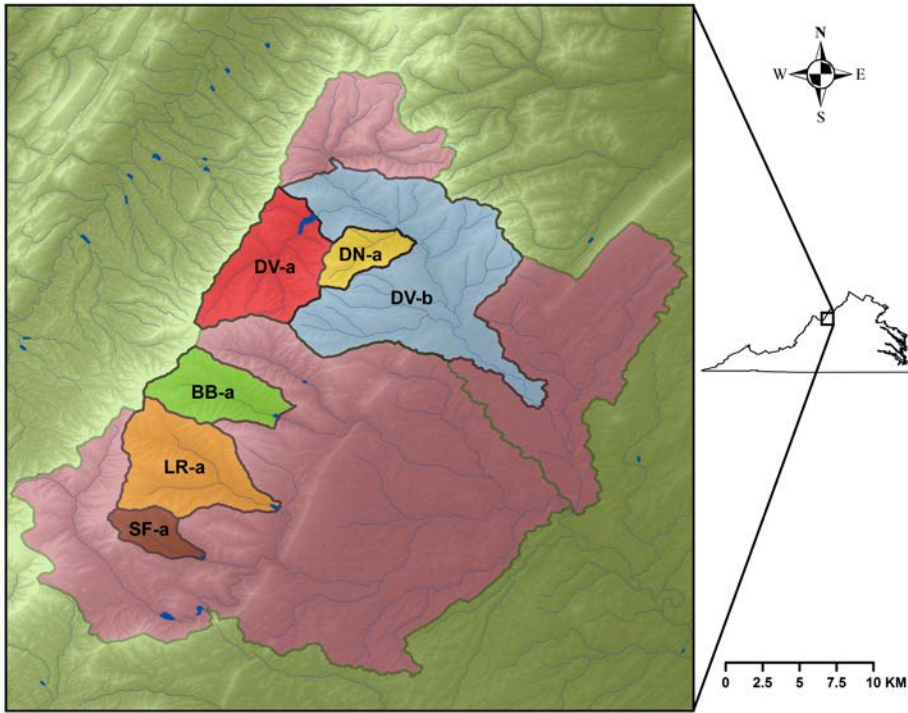 N
W E
S
DV-a
DN-a
DV-b
BB-a
LR-a
SF-a
0 2.5 5 7.5 10 KM